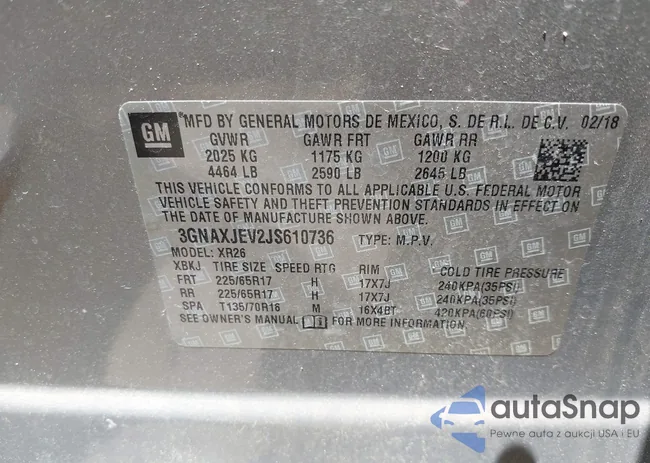 GM
MFD BY GENERAL MOTORS DE MEXICO, S. DE R.L. DE C.V. 02/18
GVWR GAWR FRT GAWR RR
2025 KG 1175 KG 1200 KG
4464 LB 2590 LB 2645 LB
THIS VEHICLE CONFORMS TO ALL APPLICABLE U.S. FEDERAL MOTOR
VEHICLE SAFETY AND THEFT PREVENTION STANDARDS IN EFFECT ON
THE DATE OF MANUFACTURE SHOWN ABOVE.
3GNAXJEV2JS610736 TYPE: M.P.V.
MODEL: XR26
XBKJ TIRE SIZE SPEED RTG RIM COLD TIRE PRESSURE
FRT 225/65R17 H 17X7J 240KPA(35PSI)
RR 225/65R17 H 17X7J 240KPA(35PSI)
SPA T135/70R16 M 16X4BT 420KPA(60PSI)
SEE OWNER'S MANUAL FOR MORE INFORMATION
autoSnap
Pewne auta z aukcji USA i EU